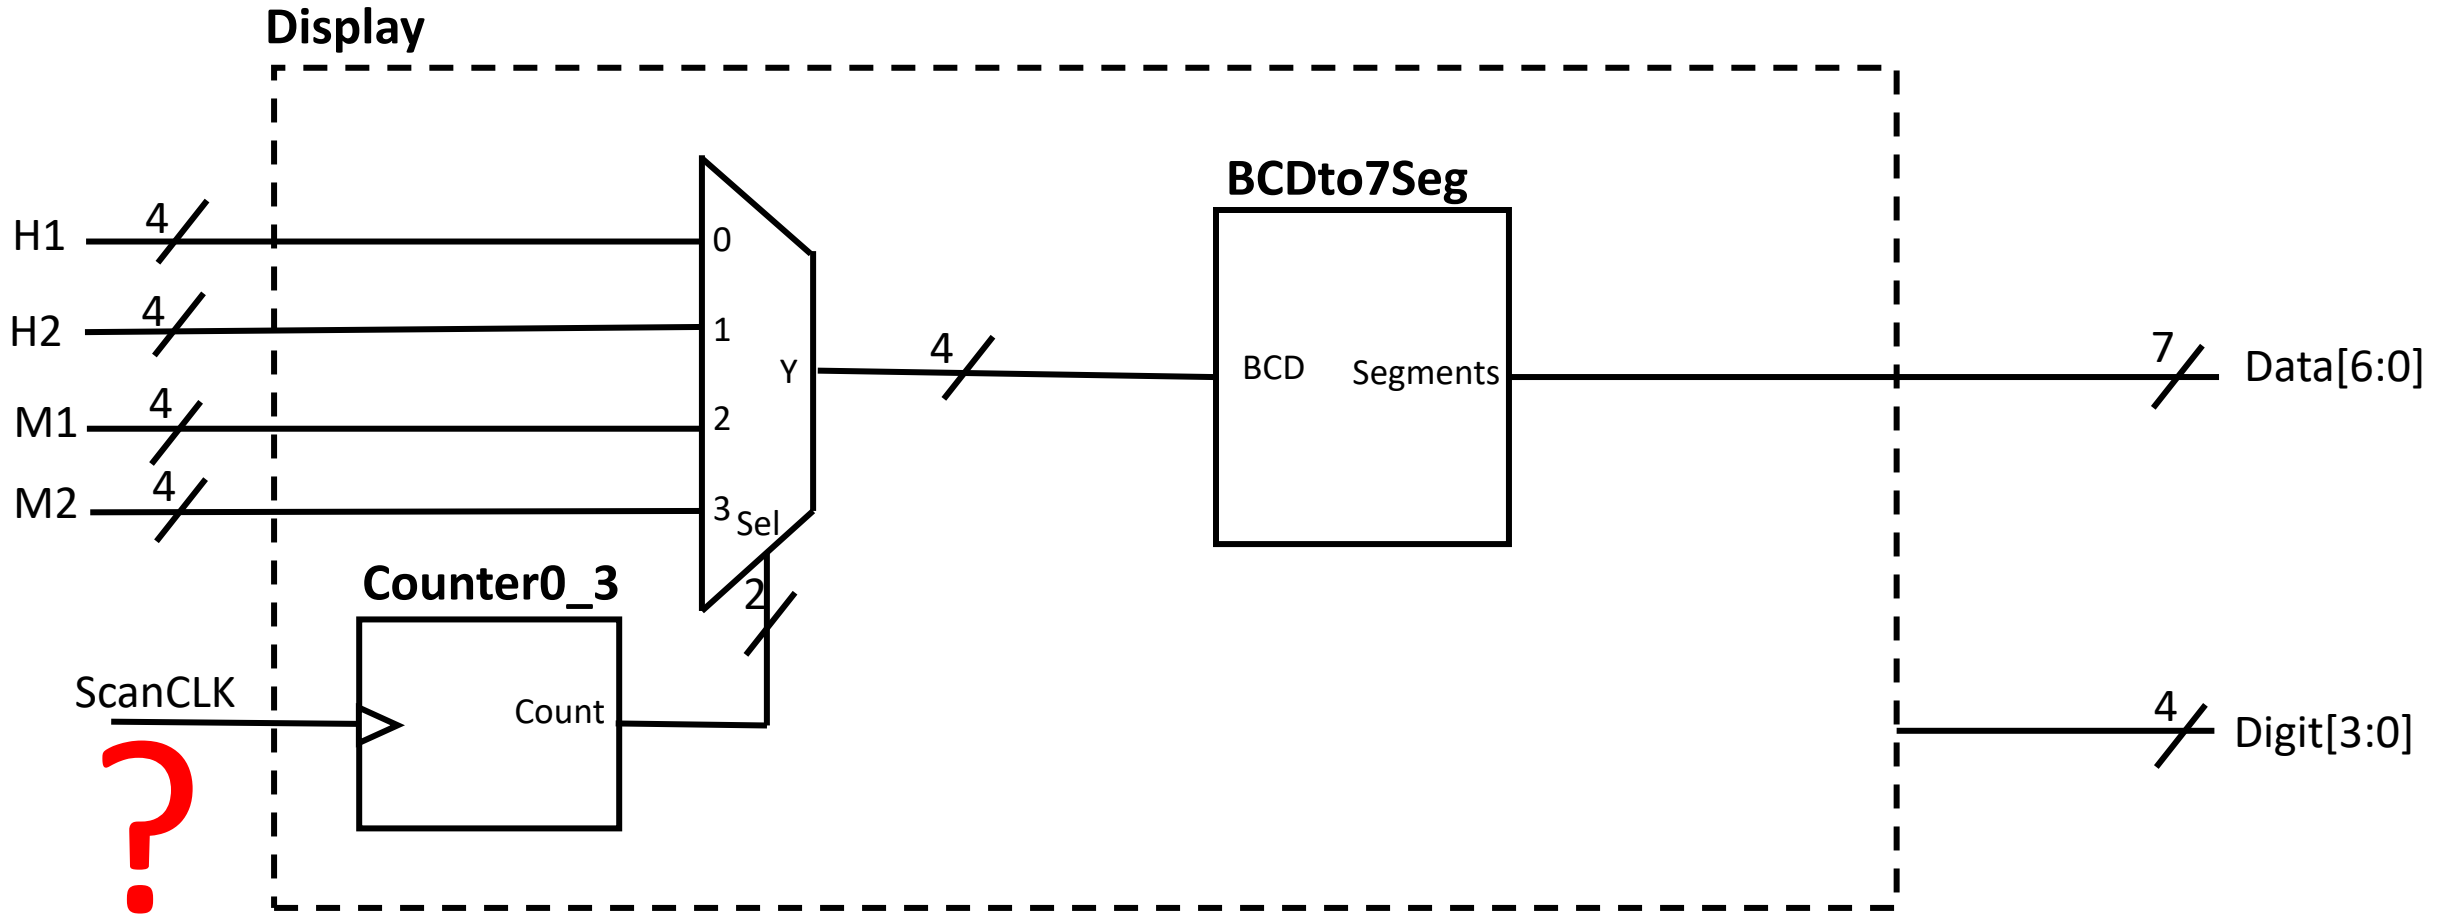 Display
BCDto7Seg
H1
4
0
H2
4
1
4
Y
BCD
Segments
7
Data[6:0]
M1
4
2
M2
4
3
Sel
Counter0_3
2
ScanCLK
Count
4
Digit[3:0]
?